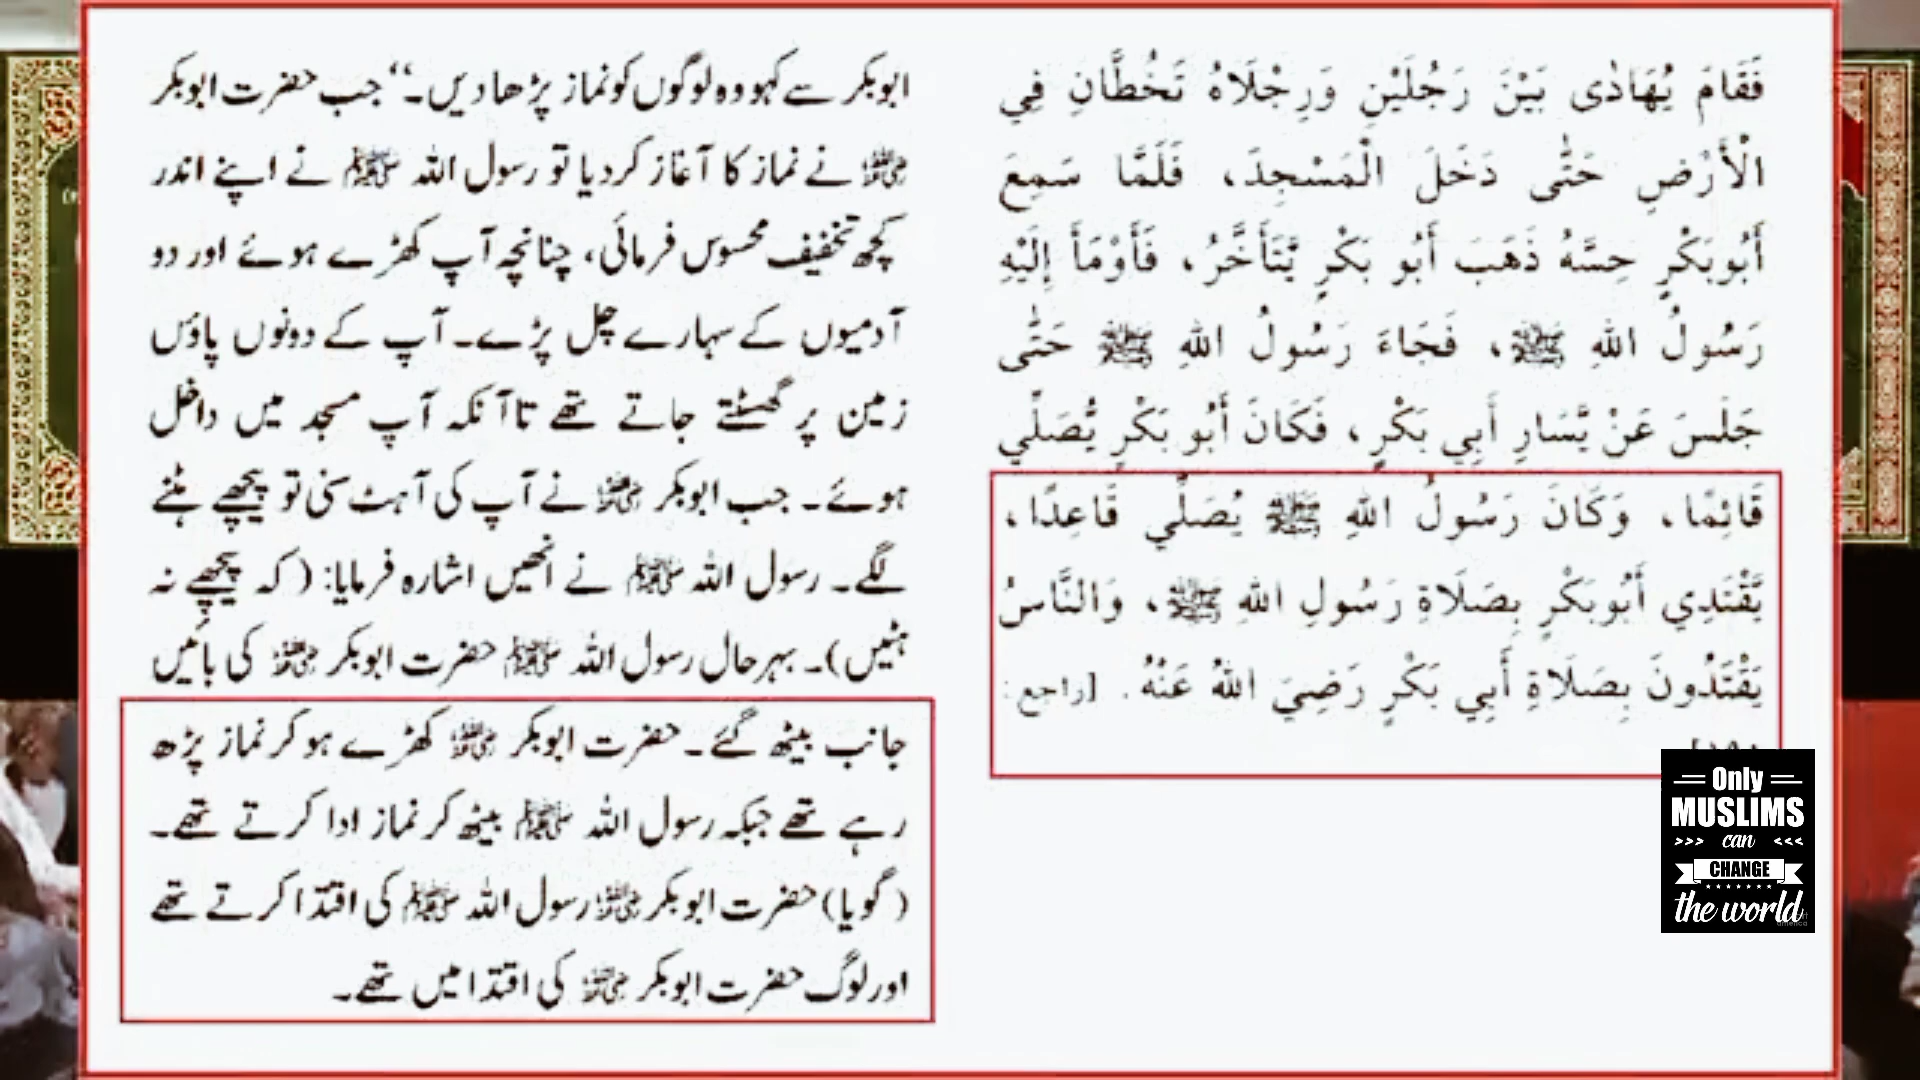 فَقَامَ يُهَادٰى بَيْنَ رَجُلَيْنِ وَرِجْلَاهُ تَخُطَّانِ فِي
الْأَرْضِ حَتّٰى دَخَلَ الْمَسْجِدَ، فَلَمَّا سَمِعَ
أَبُوبَكْرٍ حِسَّهُ ذَهَبَ أَبُو بَكْرٍ يَّتَأَخَّرُ، فَأَوْمَأَ إِلَيْهِ
رَسُولُ اللهِ ﷺ، فَجَاءَ رَسُولُ اللهِ ﷺ حَتّٰى
جَلَسَ عَنْ يَّسَارِ أَبِي بَكْرٍ، فَكَانَ أَبُو بَكْرٍ يُّصَلِّي
قَائِمًا، وَكَانَ رَسُولُ اللهِ ﷺ يُصَلِّي قَاعِدًا،
يَّقْتَدِي أَبُوبَكْرٍ بِصَلَاةِ رَسُولِ اللهِ ﷺ، وَالنَّاسُ
يَقْتَدُونَ بِصَلَاةِ أَبِي بَكْرٍ رَضِيَ اللهُ عَنْهُ. [راجع:
ابوبکر سے کہو وہ لوگوں کو نماز پڑھا دیں۔‘‘ جب حضرت ابوبکر
ؓ نے نماز کا آغاز کر دیا تو رسول اللہ ﷺ نے اپنے اندر
کچھ تخفیف محسوس فرمائی، چنانچہ آپ کھڑے ہوئے اور دو
آدمیوں کے سہارے چل پڑے۔ آپ کے دونوں پاؤں
زمین پر گھسٹتے جاتے تھے تاآنکہ آپ مسجد میں داخل
ہوئے۔ جب ابوبکر ؓ نے آپ کی آہٹ سنی تو پیچھے ہٹنے
لگے۔ رسول اللہ ﷺ نے انھیں اشارہ فرمایا: (کہ پیچھے نہ
ہٹیں)۔ بہرحال رسول اللہ ﷺ حضرت ابوبکر ؓ کی بائیں
جانب بیٹھ گئے۔ حضرت ابوبکر ؓ کھڑے ہو کر نماز پڑھ
رہے تھے جبکہ رسول اللہ ﷺ بیٹھ کر نماز ادا کرتے تھے۔
(گویا) حضرت ابوبکر ؓ رسول اللہ ﷺ کی اقتدا کرتے تھے
اور لوگ حضرت ابوبکر ؓ کی اقتدا میں تھے۔
Only
MUSLIMS
>>> can <<<
CHANGE
the world